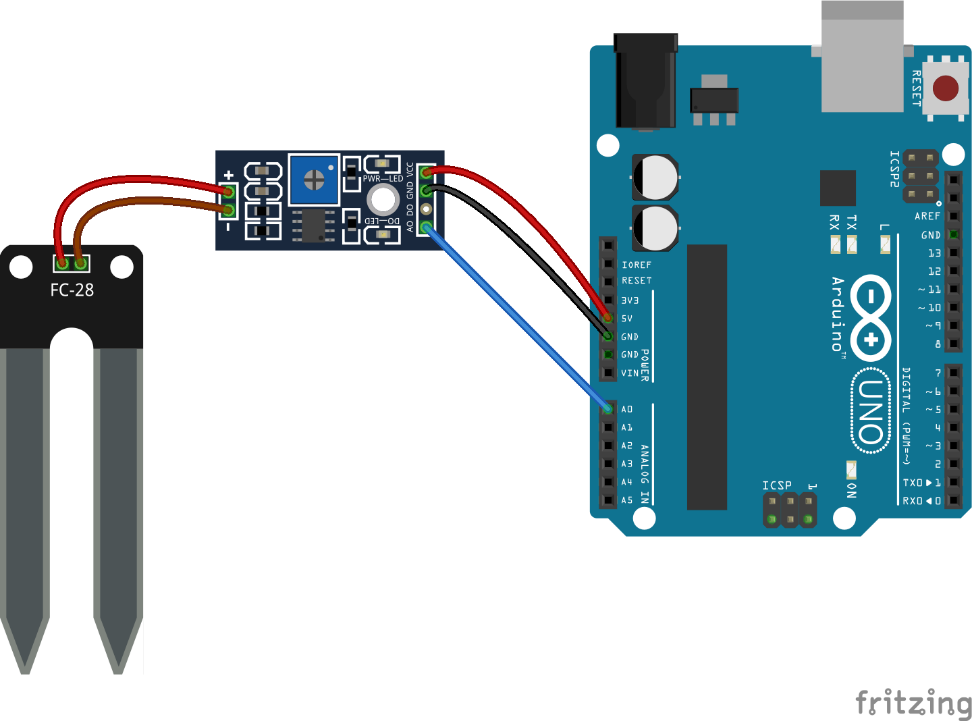 +
-
PWR—LED
DO—LED
VCC
GND
DO
AO
FC-28
RESET
ICSP2
AREF
GND
13
12
~11
~10
~9
8
7
~6
~5
4
~3
2
TX0▶1
RX0◀0
DIGITAL (PWM=~)
TX
RX
L
Arduino™
UNO
ON
ICSP
1
IOREF
RESET
3V3
5V
GND
GND
VIN
POWER
A0
A1
A2
A3
A4
A5
ANALOG IN
fritzing